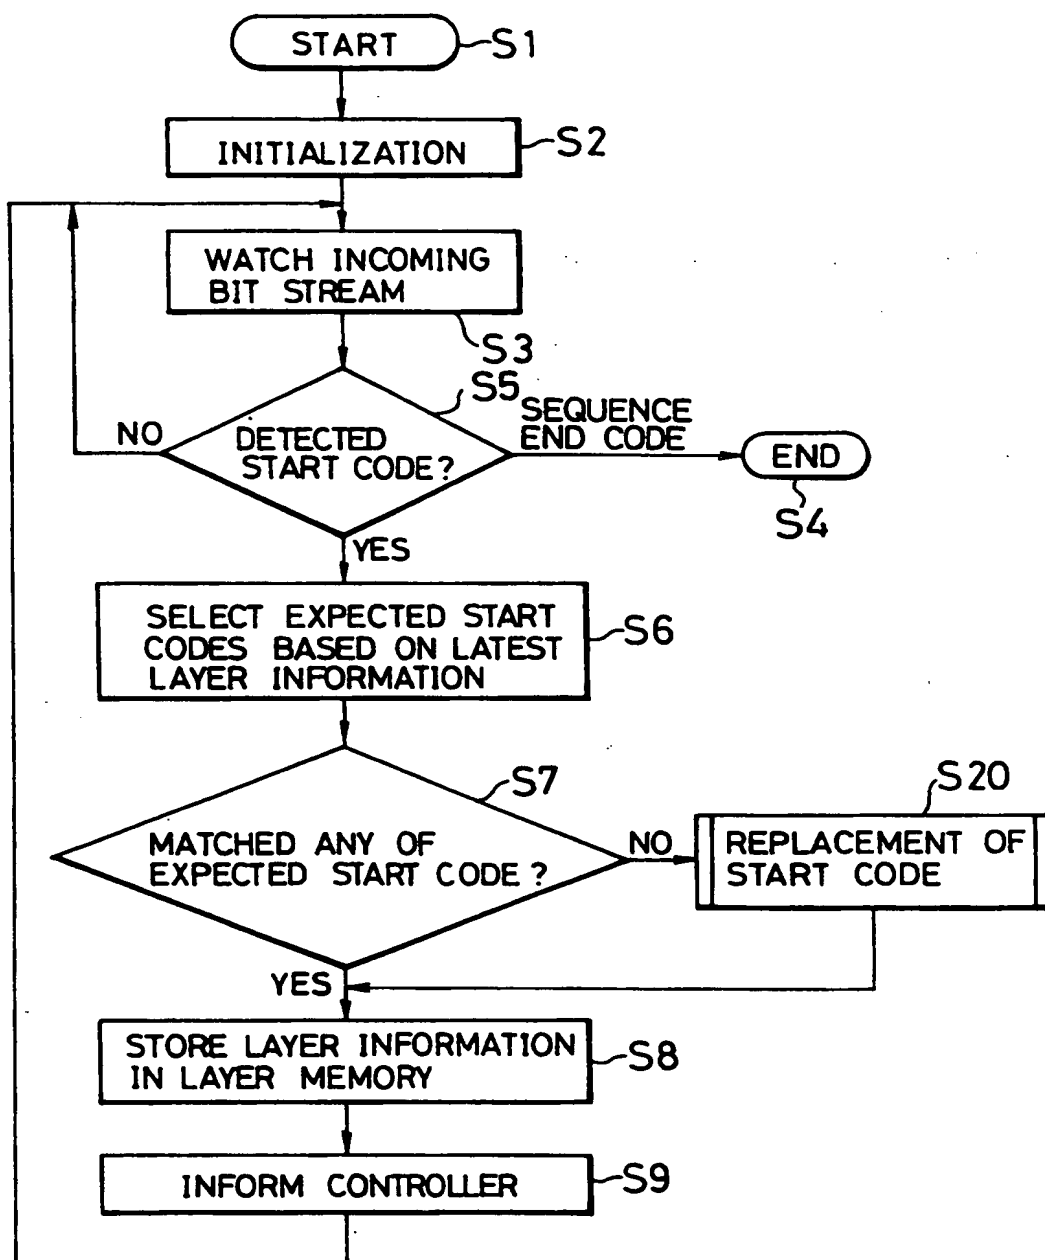 START
S1
INITIALIZATION
S2
WATCH INCOMING
BIT STREAM
S3
S5
DETECTED
START CODE?
NO
SEQUENCE
END CODE
END
S4
YES
SELECT EXPECTED START
CODES BASED ON LATEST
LAYER INFORMATION
S6
S7
MATCHED ANY OF
EXPECTED START CODE?
NO
S20
REPLACEMENT OF
START CODE
YES
STORE LAYER INFORMATION
IN LAYER MEMORY
S8
INFORM CONTROLLER
S9